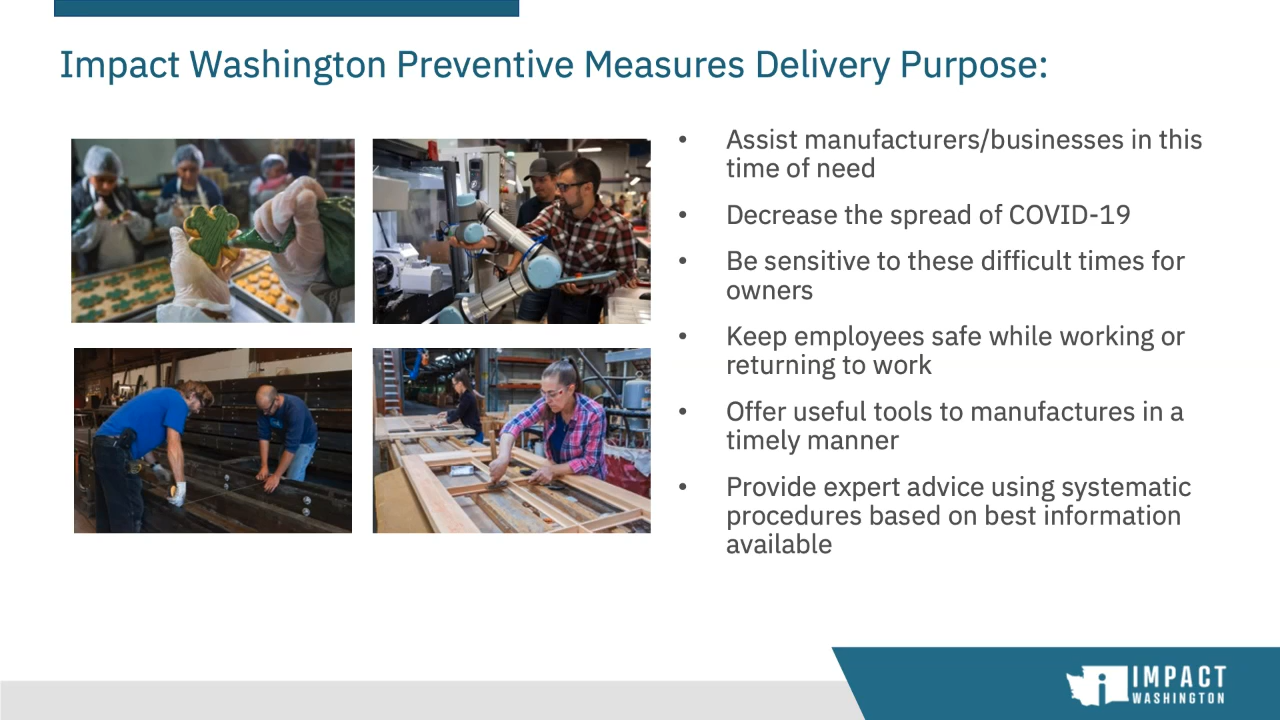 Impact Washington Preventive Measures Delivery Purpose:
• Assist manufacturers/businesses in this
time of need
• Decrease the spread of COVID-19
• Be sensitive to these difficult times for
owners
• Keep employees safe while working or
returning to work
• Offer useful tools to manufactures in a
timely manner
• Provide expert advice using systematic
procedures based on best information
available
i IMPACT
WASHINGTON